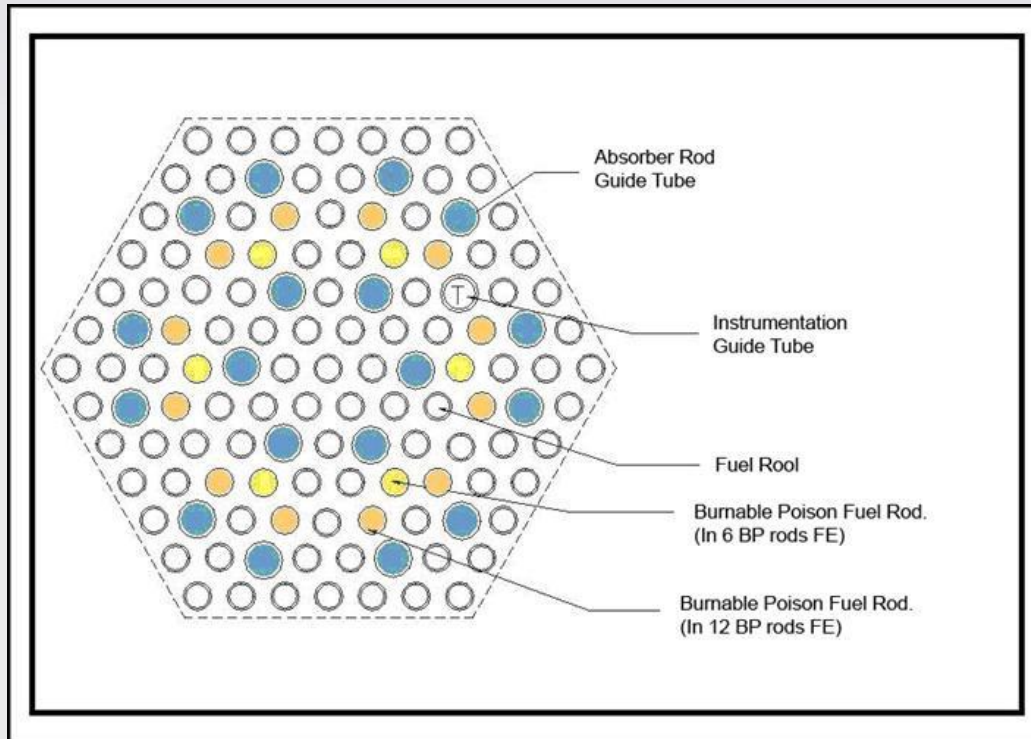 Absorber Rod
Guide Tube
T
Instrumentation
Guide Tube
Fuel Rool
Burnable Poison Fuel Rod.
(In 6 BP rods FE)
Burnable Poison Fuel Rod.
(In 12 BP rods FE)